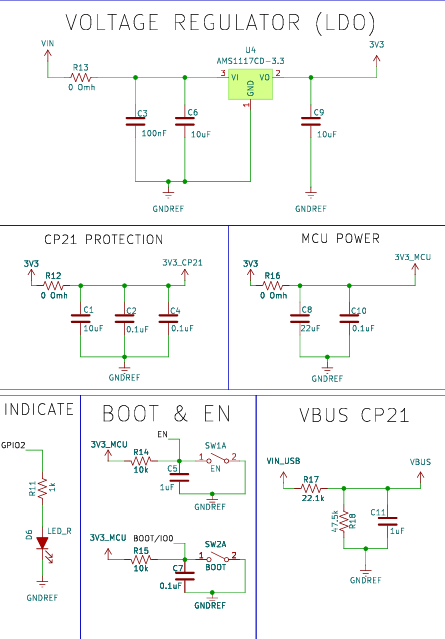 VOLTAGE REGULATOR (LDO)
VIN
R13
0 Omh
C3
100nF
C6
10uF
U4
AMS1117CD-3.3
3 VI VO 2
GND
1
3V3
C9
10uF
GNDREF
GNDREF
CP21 PROTECTION
3V3
R12
0 Omh
3V3_CP21
C1
10uF
C2
0.1uF
C4
0.1uF
GNDREF
MCU POWER
3V3
R16
0 Omh
3V3_MCU
C8
22uF
C10
0.1uF
GNDREF
INDICATE
GPIO2
R11
1k
D6
LED_R
GNDREF
BOOT & EN
EN
3V3_MCU
R14
10k
C5
1uF
SW1A
1 2
EN
GNDREF
3V3_MCU
BOOT/IO0
R15
10k
C7
0.1uF
SW2A
1 2
BOOT
GNDREF
VBUS CP21
VIN_USB
R17
22.1k
VBUS
47.5k
R18
C11
1uF
GNDREF